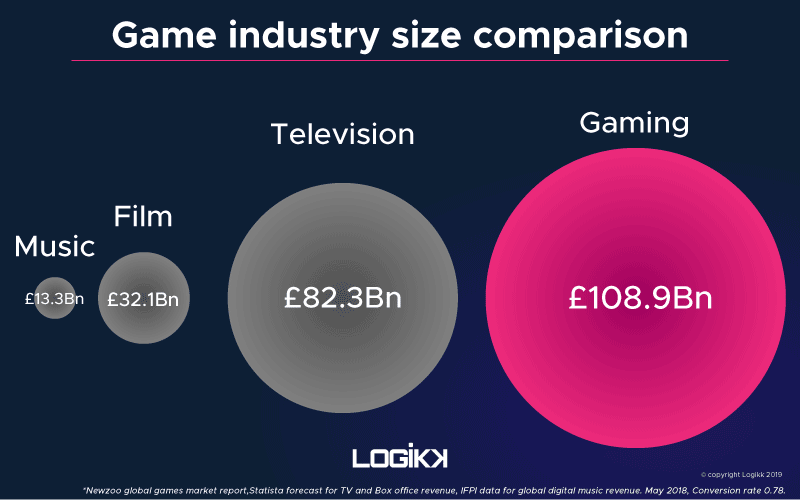 Game industry size comparison
Gaming
Television
Film
Music
£13.3Bn
£32.1Bn
£82.3Bn
£108.9Bn
LOGIKK
© copyright Logikk 2019
*Newzoo global games market report,Statista forecast for TV and Box office revenue, IFPI data for global digital music revenue. May 2018, Conversion rate 0.78.